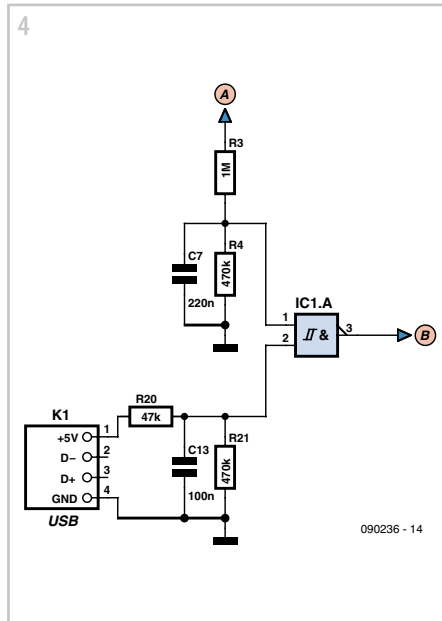 4
A
R3
1M
C7
220n
R4
470k
IC1.A
1
2
&
3
B
K1
+5V
D−
D+
GND
1
2
3
4
USB
R20
47k
C13
100n
R21
470k
090236 - 14